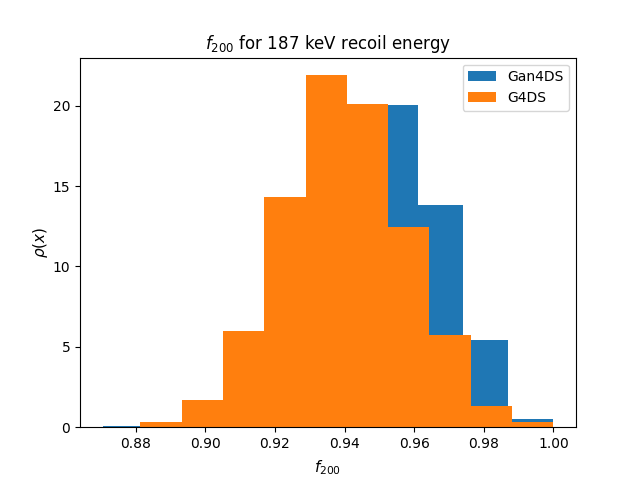 f₂₀₀ for 187 keV recoil energy
Gan4DS
G4DS
20
15
10
5
0
ρ(x)
0.88 0.90 0.92 0.94 0.96 0.98 1.00
f₂₀₀